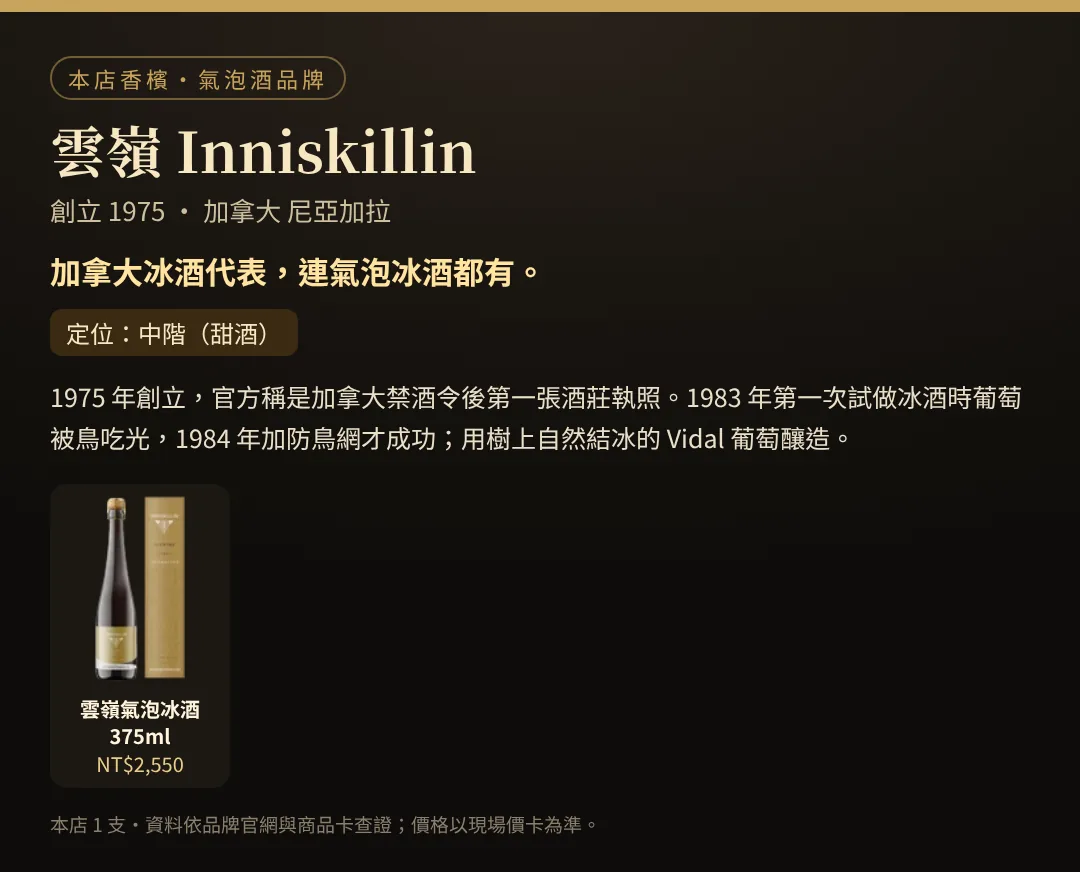 本店香檳・氣泡酒品牌
雲嶺 Inniskillin
創立 1975 ・ 加拿大 尼亞加拉
加拿大冰酒代表，連氣泡冰酒都有。
定位：中階（甜酒）
1975 年創立，官方稱是加拿大禁酒令後第一張酒莊執照。1983 年第一次試做冰酒時葡萄
被鳥吃光，1984 年加防鳥網才成功；用樹上自然結冰的 Vidal 葡萄釀造。
雲嶺氣泡冰酒
375ml
NT$2,550
本店 1 支・資料依品牌官網與商品卡查證；價格以現場價卡為準。